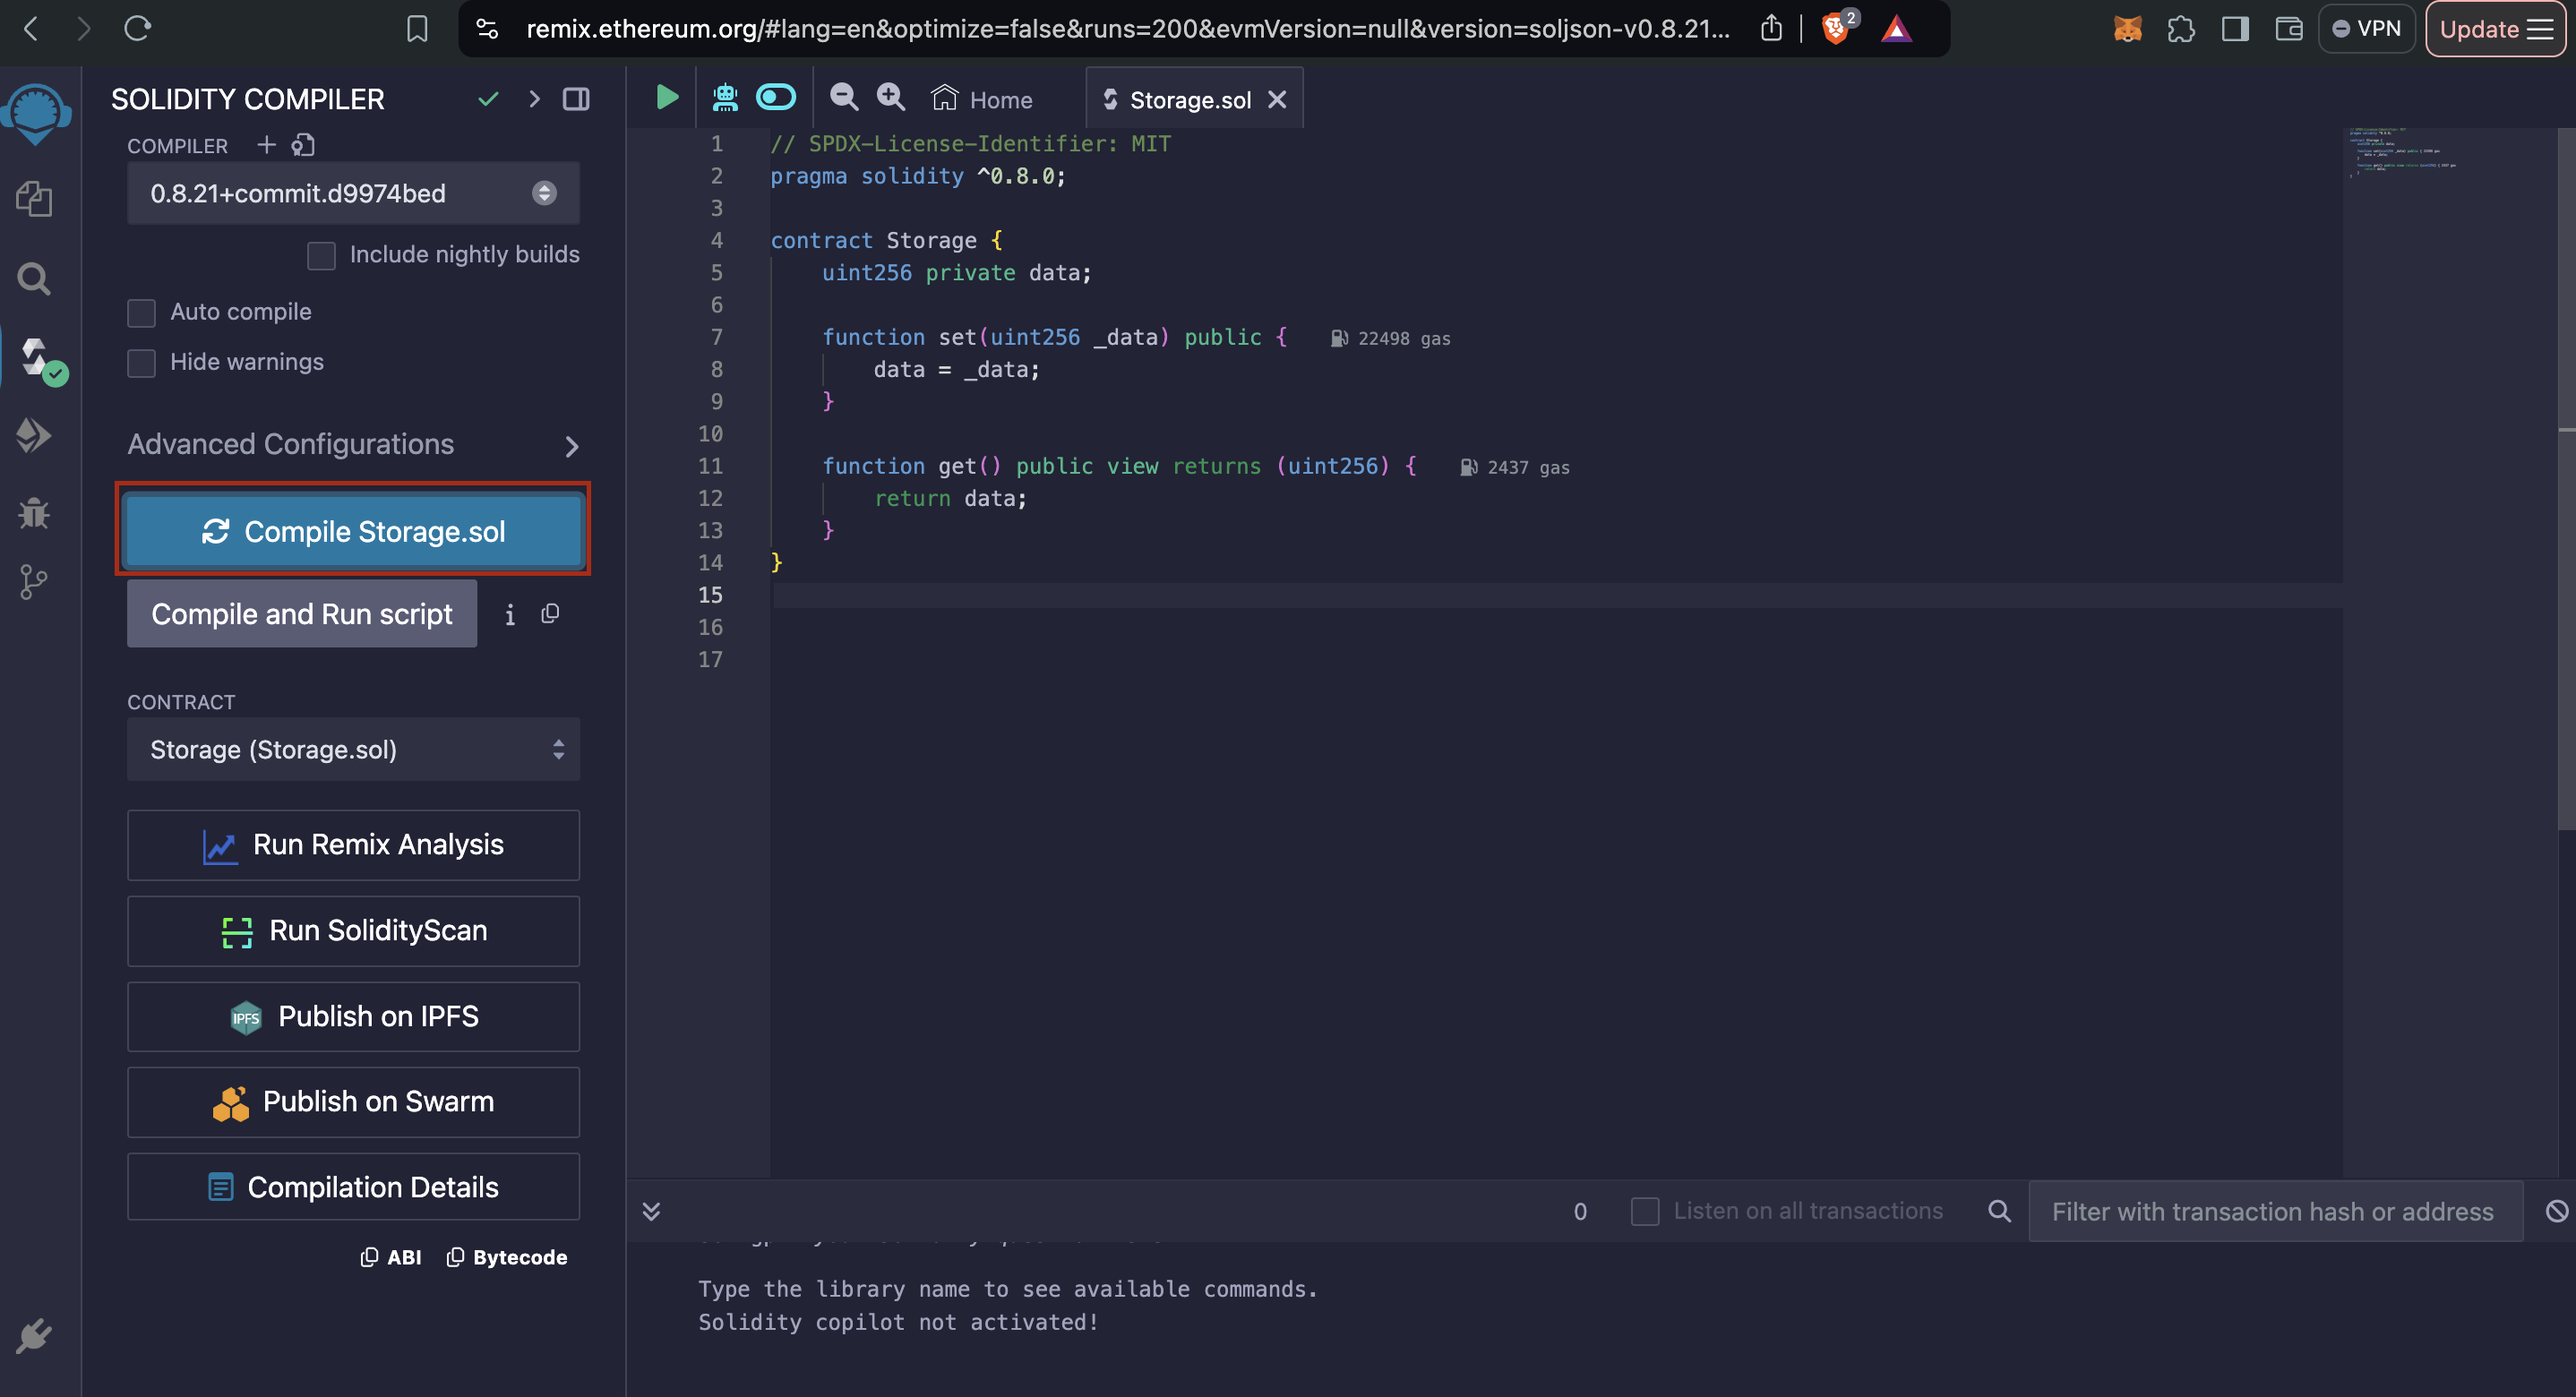 remix.ethereum.org/#lang=en&optimize=false&runs=200&evmVersion=null&version=soljson-v0.8.21...
2
VPN
Update
SOLIDITY COMPILER
COMPILER
0.8.21+commit.d9974bed
Include nightly builds
Auto compile
Hide warnings
Advanced Configurations
Compile Storage.sol
Compile and Run script
i
CONTRACT
Storage (Storage.sol)
Run Remix Analysis
Run SolidityScan
IPFS
Publish on IPFS
Publish on Swarm
Compilation Details
ABI
Bytecode
Home
Storage.sol
1 // SPDX-License-Identifier: MIT
2 pragma solidity ^0.8.0;
3
4 contract Storage {
5 uint256 private data;
6
7 function set(uint256 _data) public { 22498 gas
8 data = _data;
9 }
10
11 function get() public view returns (uint256) { 2437 gas
12 return data;
13 }
14 }
15
16
17
0
Listen on all transactions
Filter with transaction hash or address
Type the library name to see available commands.
Solidity copilot not activated!